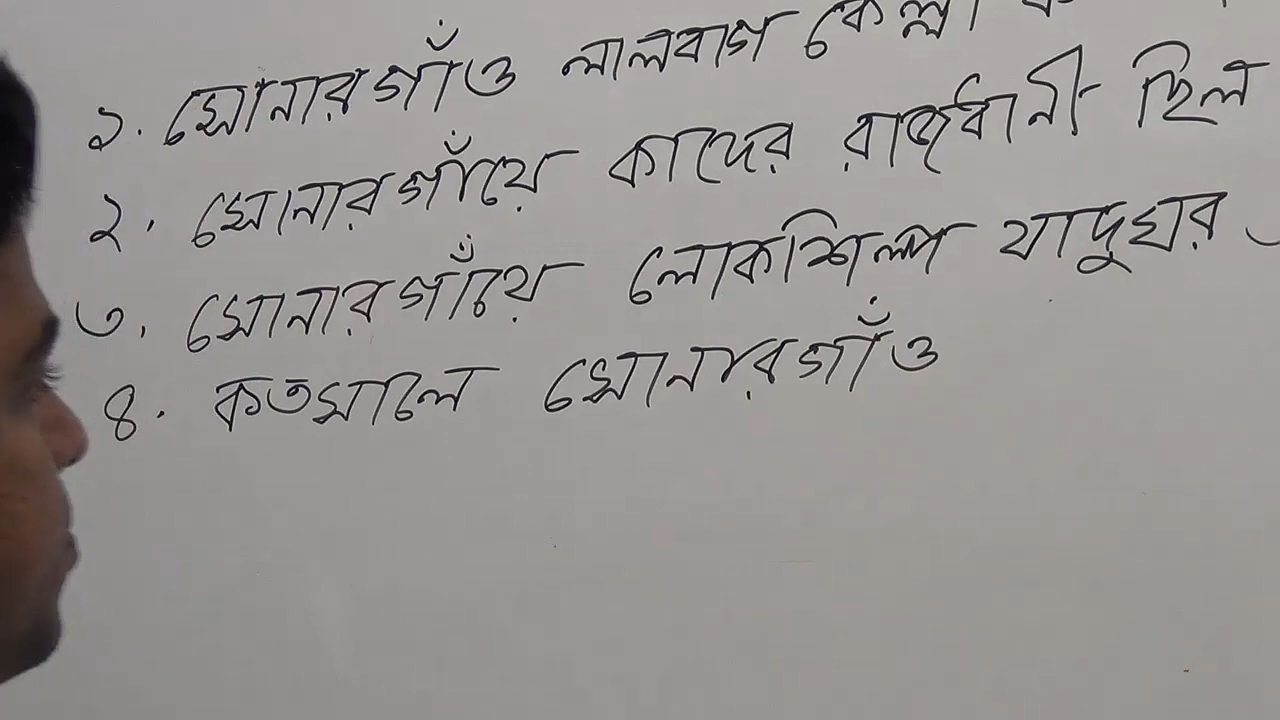 ১. সোনারগাঁও লালবাগ কেল্লা
২. সোনারগাঁয়ে কাদের রাজধানী ছিল
৩. সোনারগাঁয়ে লোকশিল্প যাদুঘর
৪. কতসালে সোনারগাঁও